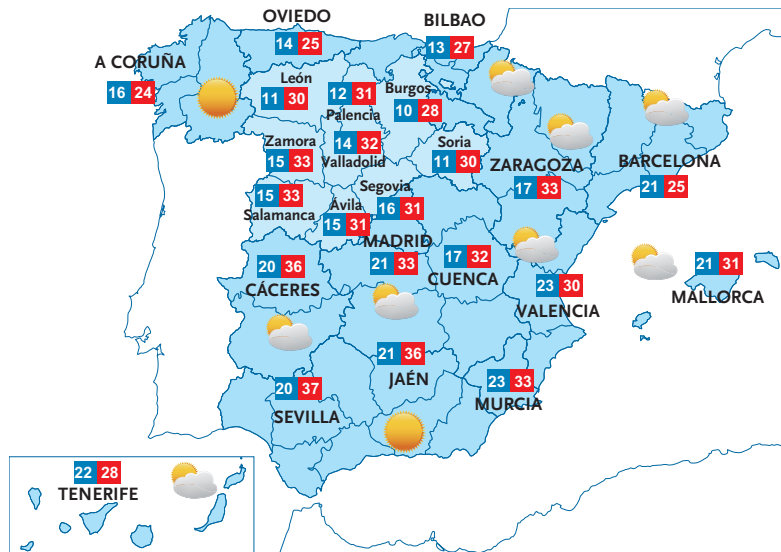 OVIEDO
14 25
BILBAO
13 27
A CORUÑA
16 24
León
11 30
12 31
Palencia
Burgos
10 28
Zamora
15 33
14 32
Valladolid
Soria
11 30
ZARAGOZA
17 33
BARCELONA
21 25
15 33
Salamanca
Ávila
15 31
Segovia
16 31
MADRID
21 33
17 32
CUENCA
20 36
CÁCERES
23 30
VALENCIA
21 31
MALLORCA
21 36
JAÉN
20 37
SEVILLA
23 33
MURCIA
22 28
TENERIFE